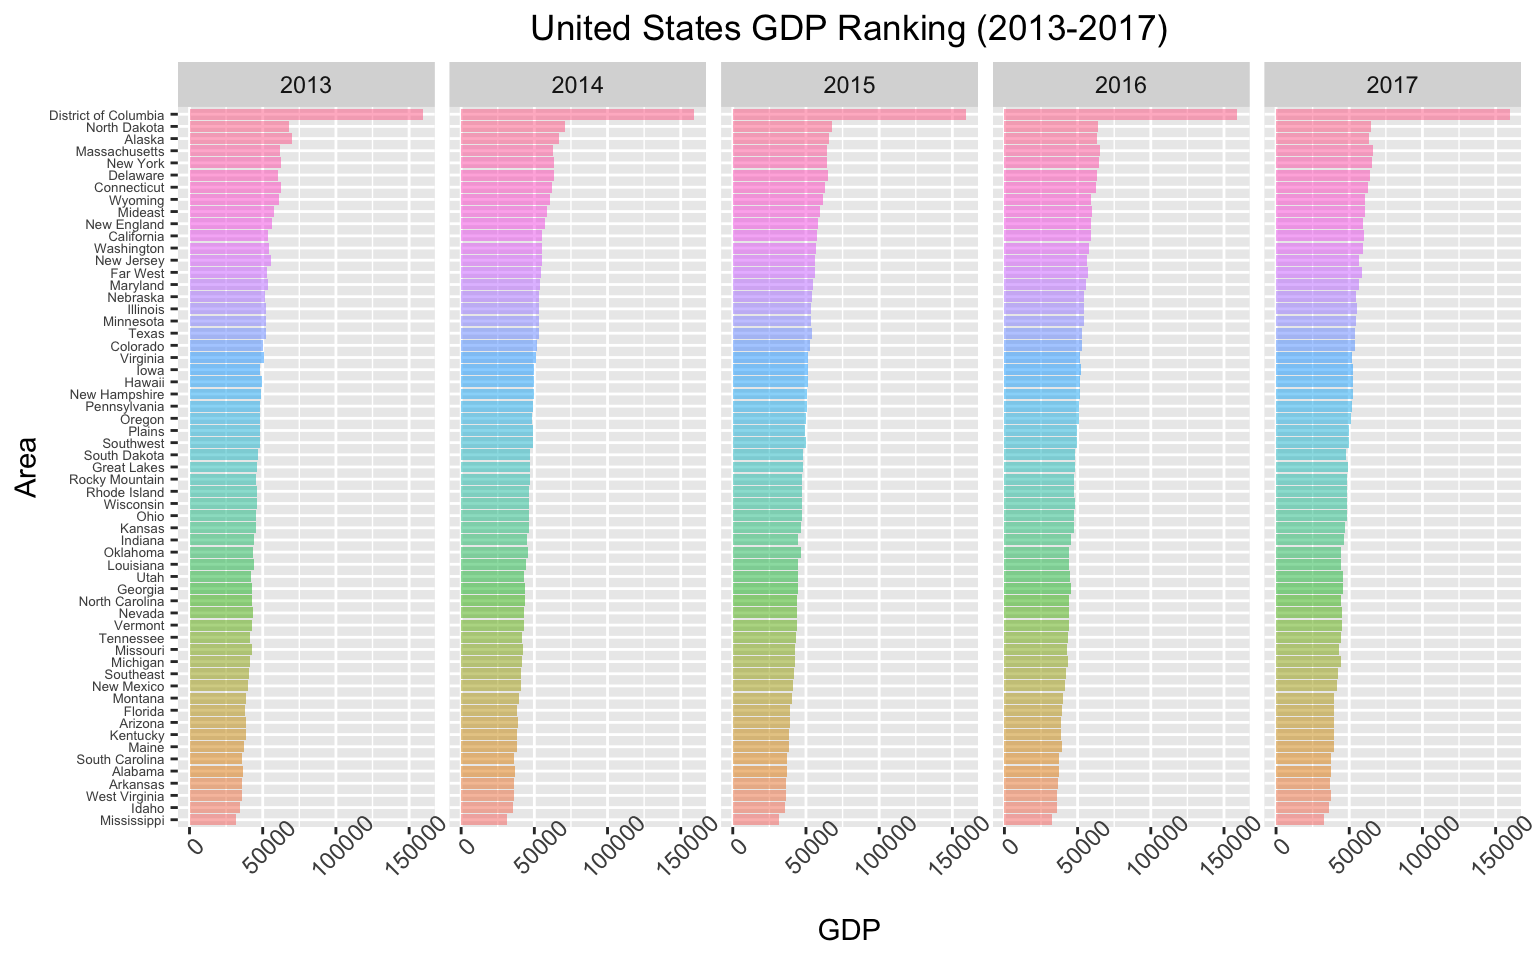 United States GDP Ranking (2013-2017)
2013 2014 2015 2016 2017
District of Columbia
North Dakota
Alaska
Massachusetts
New York
Delaware
Connecticut
Wyoming
Mideast
New England
California
Washington
New Jersey
Far West
Maryland
Nebraska
Illinois
Minnesota
Texas
Colorado
Virginia
Iowa
Hawaii
New Hampshire
Pennsylvania
Oregon
Plains
Southwest
South Dakota
Great Lakes
Rocky Mountain
Rhode Island
Wisconsin
Ohio
Kansas
Indiana
Oklahoma
Louisiana
Utah
Georgia
North Carolina
Nevada
Vermont
Tennessee
Missouri
Michigan
Southeast
New Mexico
Montana
Florida
Arizona
Kentucky
Maine
South Carolina
Alabama
Arkansas
West Virginia
Idaho
Mississippi
Area
0 50000 100000 150000 0 50000 100000 150000 0 50000 100000 150000 0 50000 100000 150000 0 50000 100000 150000
GDP